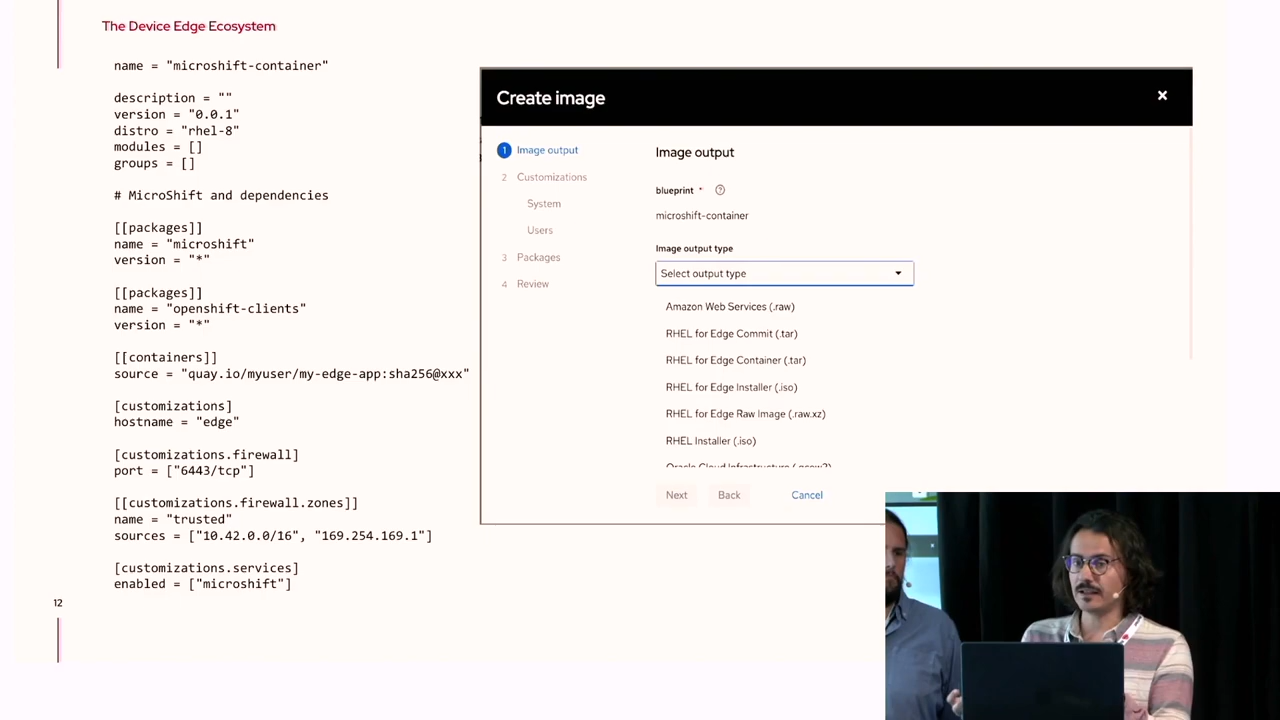 The Device Edge Ecosystem
name = "microshift-container"
description = ""
version = "0.0.1"
distro = "rhel-8"
modules = []
groups = []
# MicroShift and dependencies
[[packages]]
name = "microshift"
version = "*"
[[packages]]
name = "openshift-clients"
version = "*"
[[containers]]
source = "quay.io/myuser/my-edge-app:sha256@xxx"
[customizations]
hostname = "edge"
[customizations.firewall]
port = ["6443/tcp"]
[[customizations.firewall.zones]]
name = "trusted"
sources = ["10.42.0.0/16", "169.254.169.1"]
[customizations.services]
enabled = ["microshift"]
12
Create image
1 Image output
2 Customizations
System
Users
3 Packages
4 Review
Image output
blueprint *
microshift-container
Image output type
Select output type
Amazon Web Services (.raw)
RHEL for Edge Commit (.tar)
RHEL for Edge Container (.tar)
RHEL for Edge Installer (.iso)
RHEL for Edge Raw Image (.raw.xz)
RHEL Installer (.iso)
Oracle Cloud Infrastructure (.qcow2)
Next Back Cancel